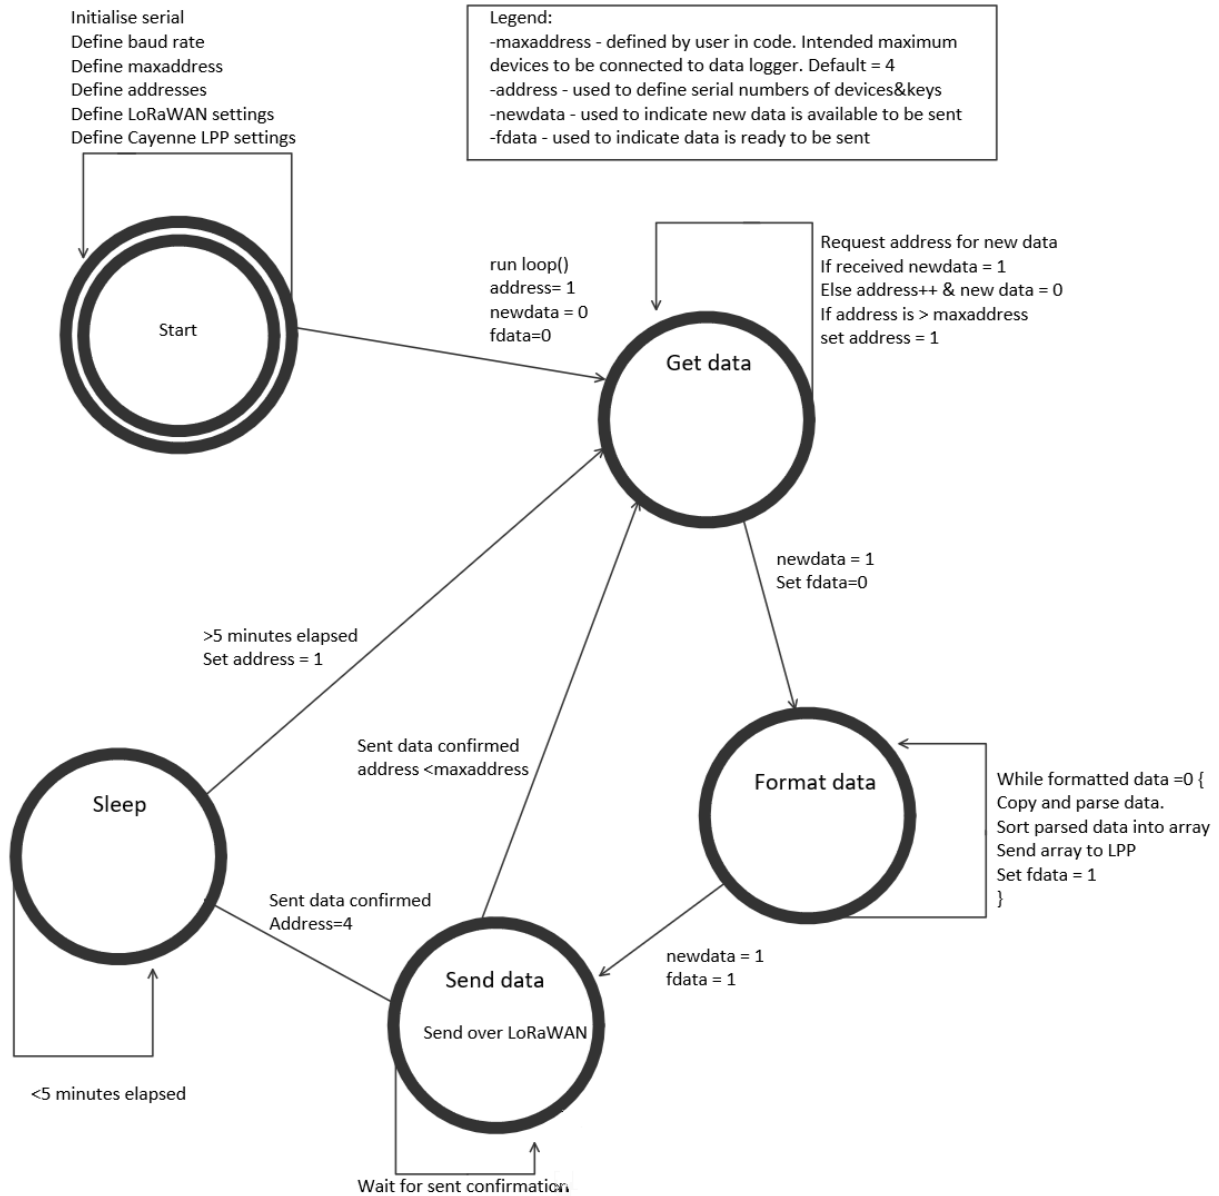 Initialise serial
Define baud rate
Define maxaddress
Define addresses
Define LoRaWAN settings
Define Cayenne LPP settings
Legend:
-maxaddress - defined by user in code. Intended maximum
devices to be connected to data logger. Default = 4
-address - used to define serial numbers of devices&keys
-newdata - used to indicate new data is available to be sent
-fdata - used to indicate data is ready to be sent
Start
run loop()
address= 1
newdata = 0
fdata=0
Request address for new data
If received newdata = 1
Else address++ & new data = 0
If address is > maxaddress
set address = 1
Get data
newdata = 1
Set fdata=0
>5 minutes elapsed
Set address = 1
Sent data confirmed
address <maxaddress
Format data
While formatted data =0 {
Copy and parse data.
Sort parsed data into array
Send array to LPP
Set fdata = 1
}
Sleep
Sent data confirmed
Address=4
newdata = 1
fdata = 1
Send data
Send over LoRaWAN
<5 minutes elapsed
Wait for sent confirmation